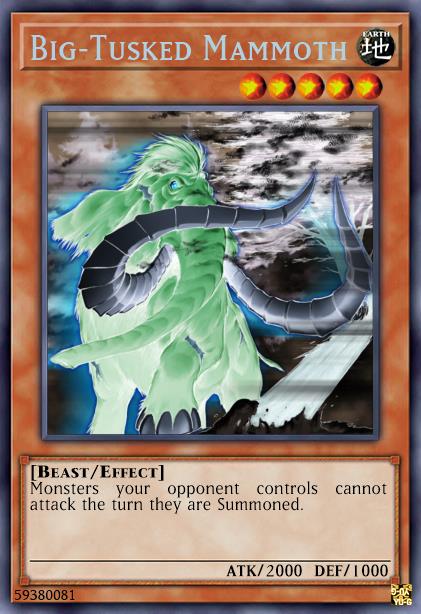 Big-Tusked Mammoth
EARTH
地
[Beast/Effect]
Monsters your opponent controls cannot
attack the turn they are Summoned.
ATK/2000 DEF/1000
59380081